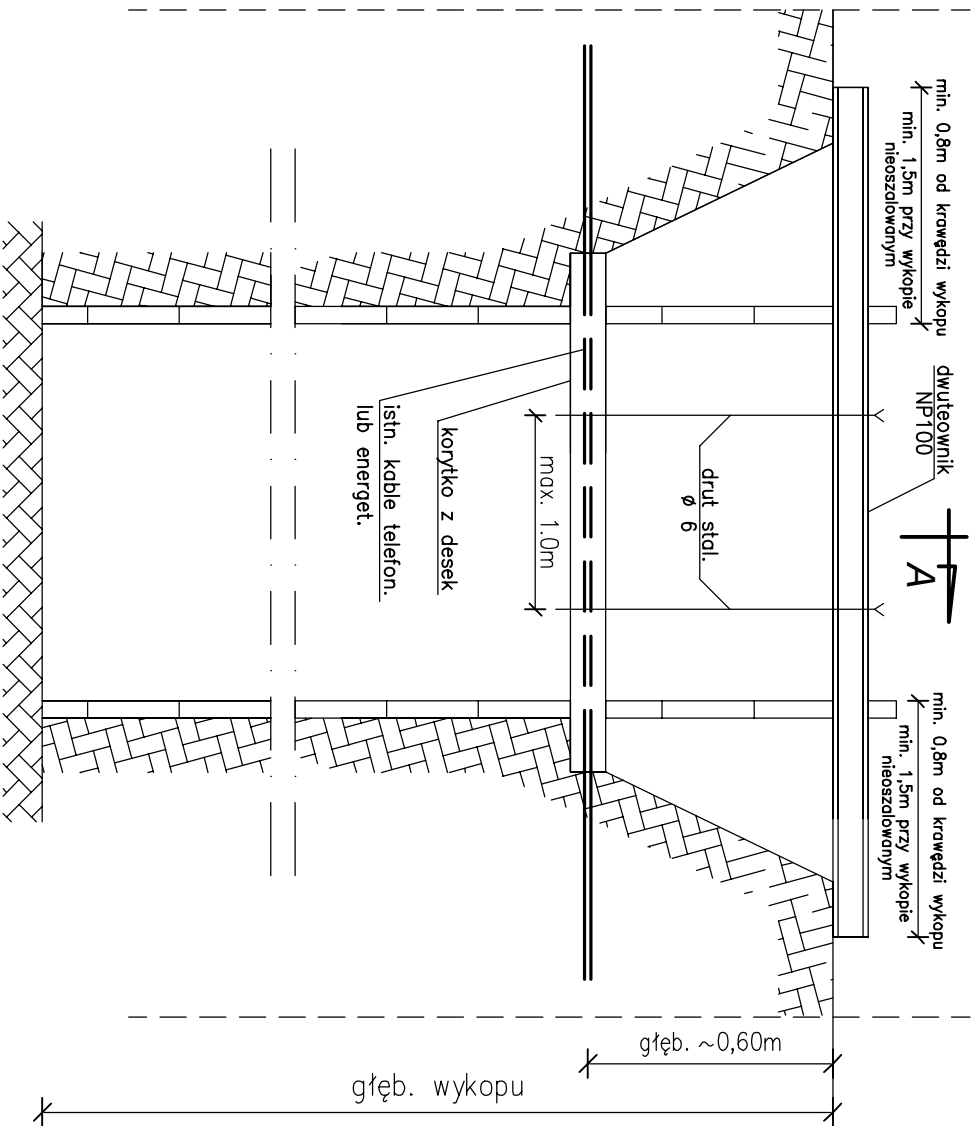 min. 0,8m od krawędzi wykopu
min. 1,5m przy wykopie
nieoszalowanym
dwuteownik
NP100
A
min. 0,8m od krawędzi wykopu
min. 1,5m przy wykopie
nieoszalowanym
drut stal.
ø 6
max. 1.0m
korytko z desek
istn. kable telefon.
lub energet.
głęb. ~0,60m
głęb. wykopu